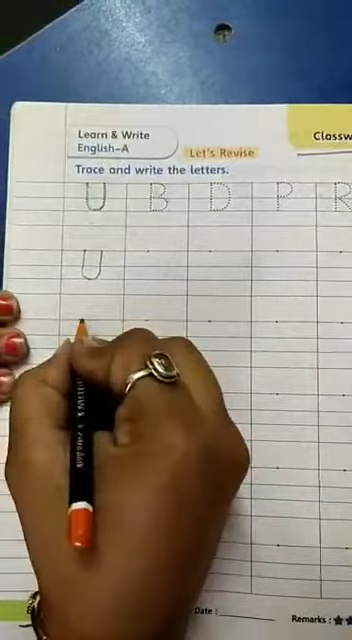 Learn & Write
English-A
Let's Revise
Classw
Trace and write the letters.
U B D P R
U
Date :
Remarks :